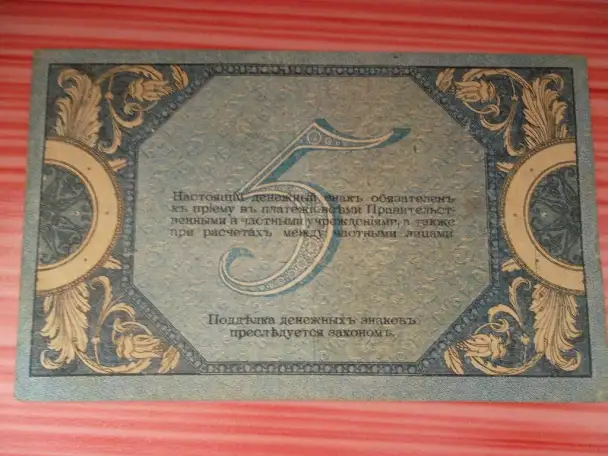 5
Настоящій денежный знакъ обязателенъ
къ пріему въ платежи всѣми Правительст-
венными и частными учрежденіями, а также
при расчетахъ между частными лицами
Поддѣлка денежныхъ знаковъ
преслѣдуется закономъ.